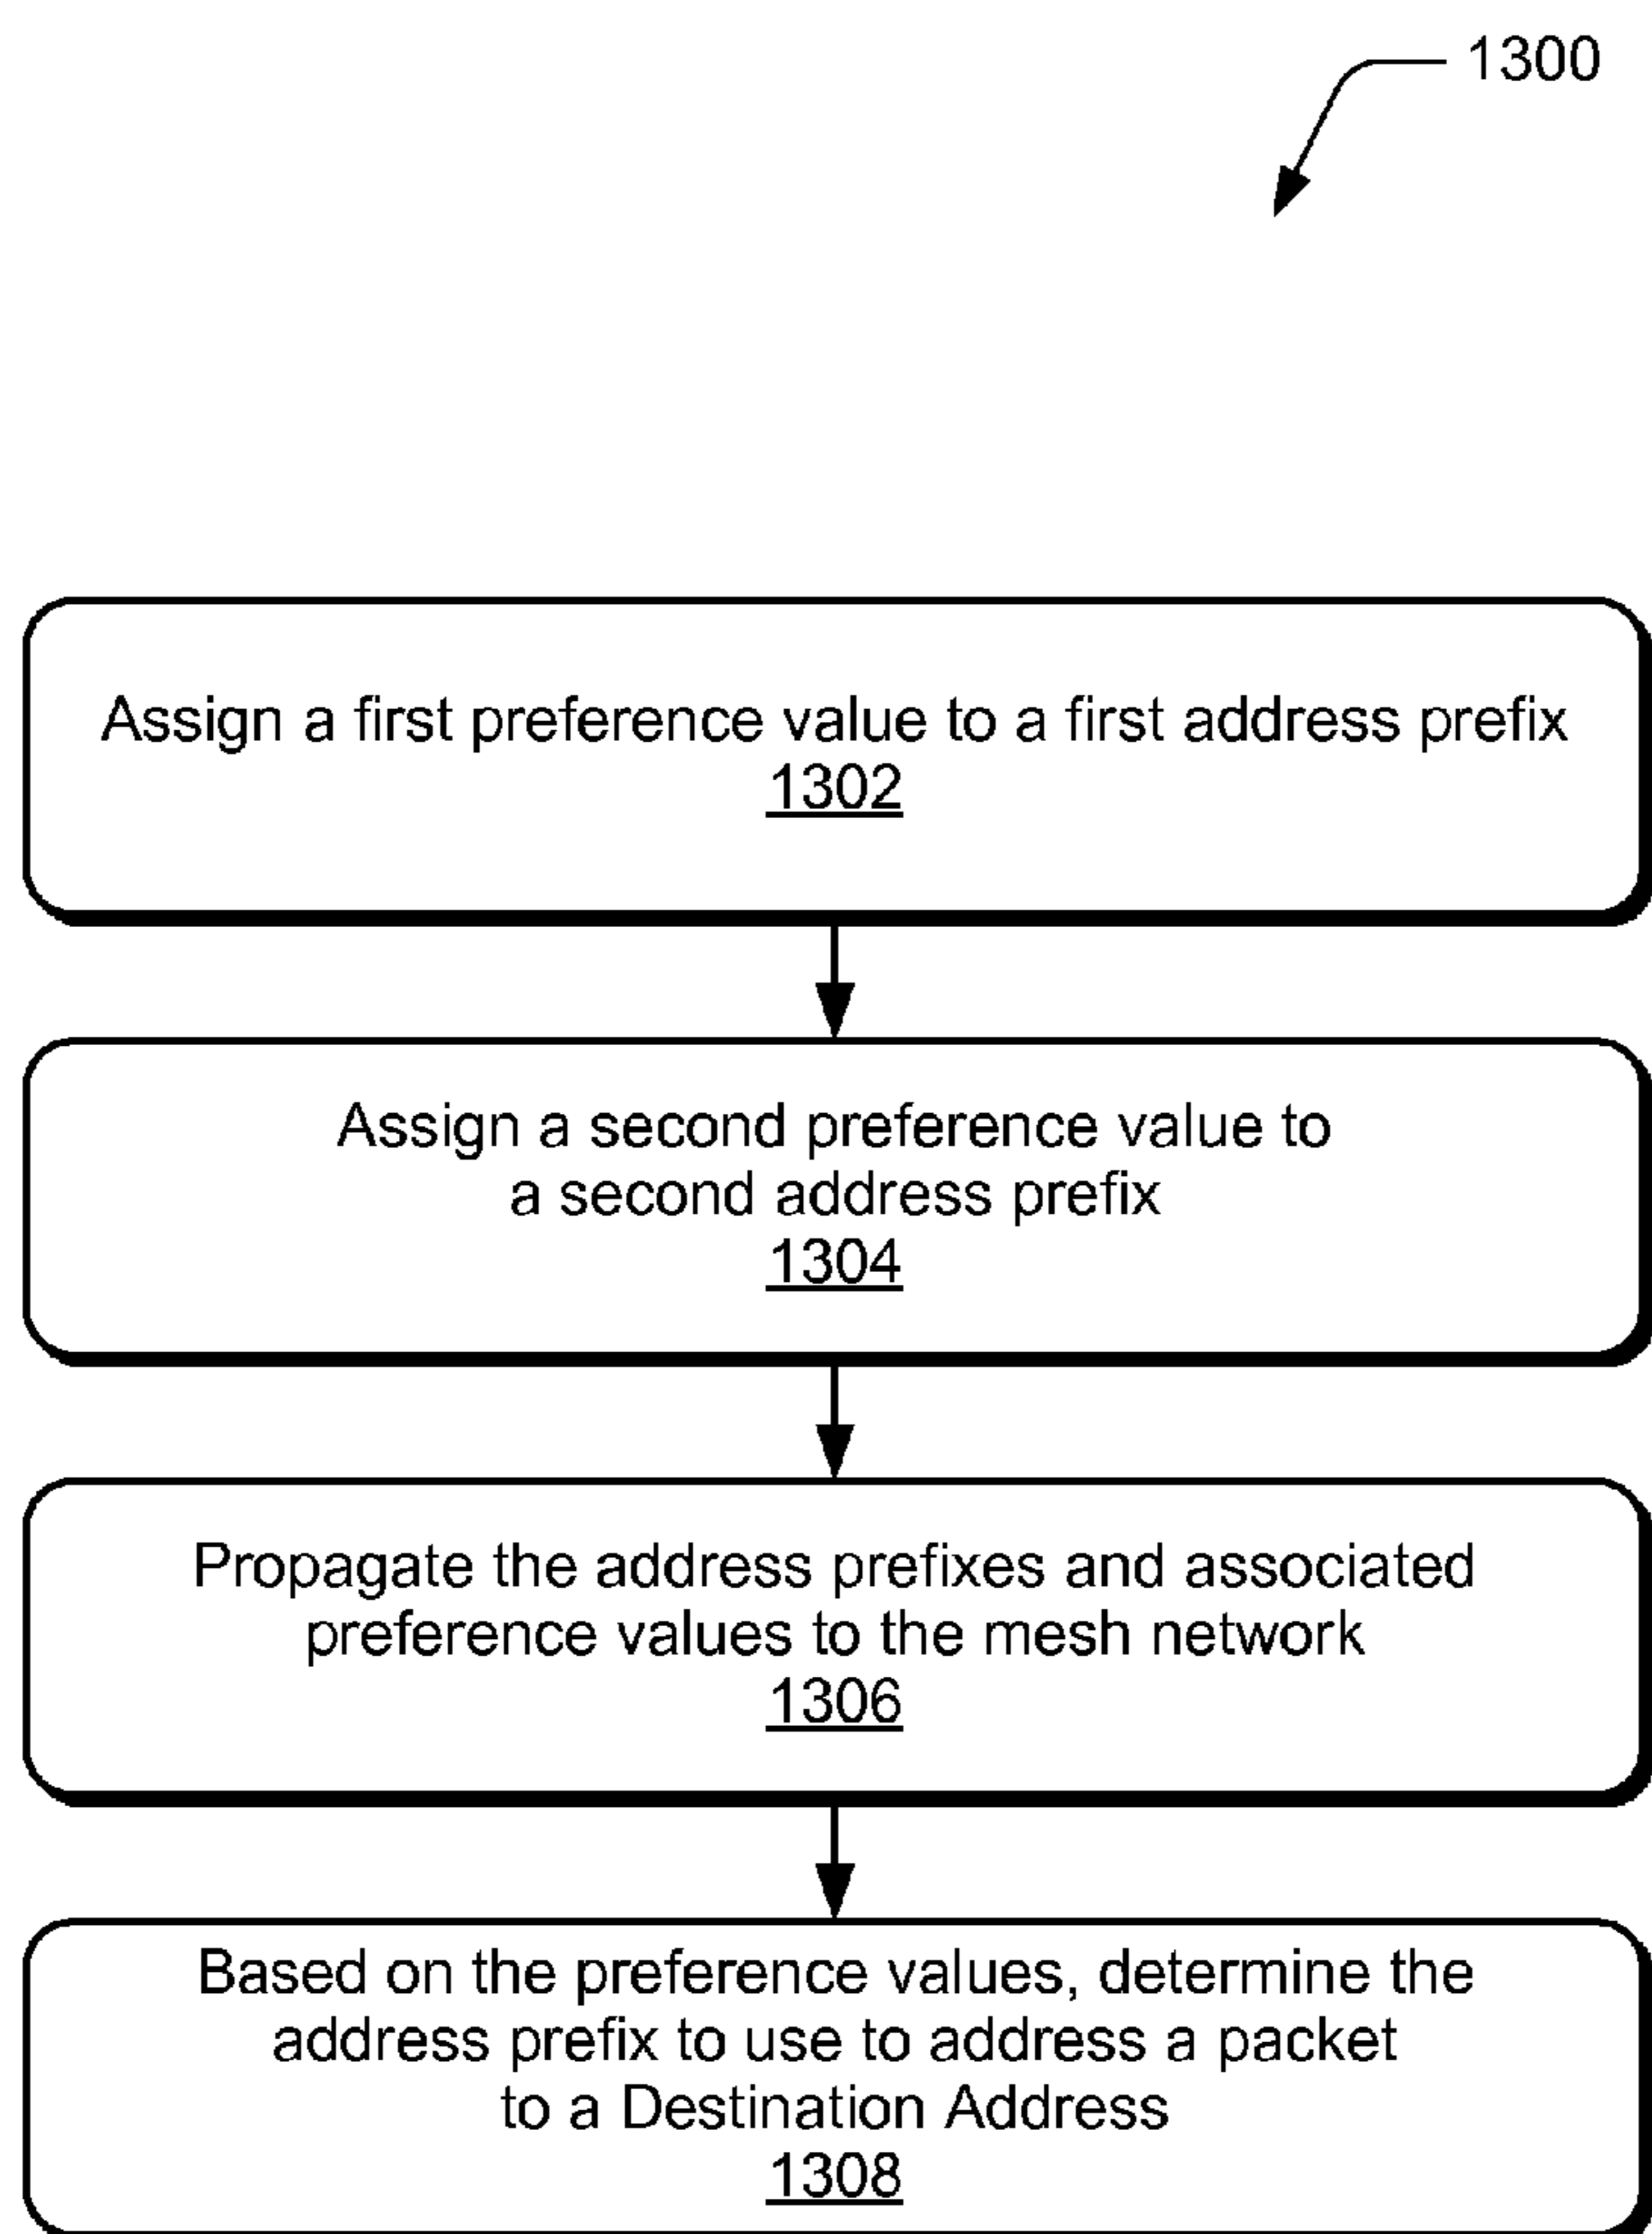 1300
Assign a first preference value to a first address prefix
1302
Assign a second preference value to
a second address prefix
1304
Propagate the address prefixes and associated
preference values to the mesh network
1306
Based on the preference values, determine the
address prefix to use to address a packet
to a Destination Address
1308